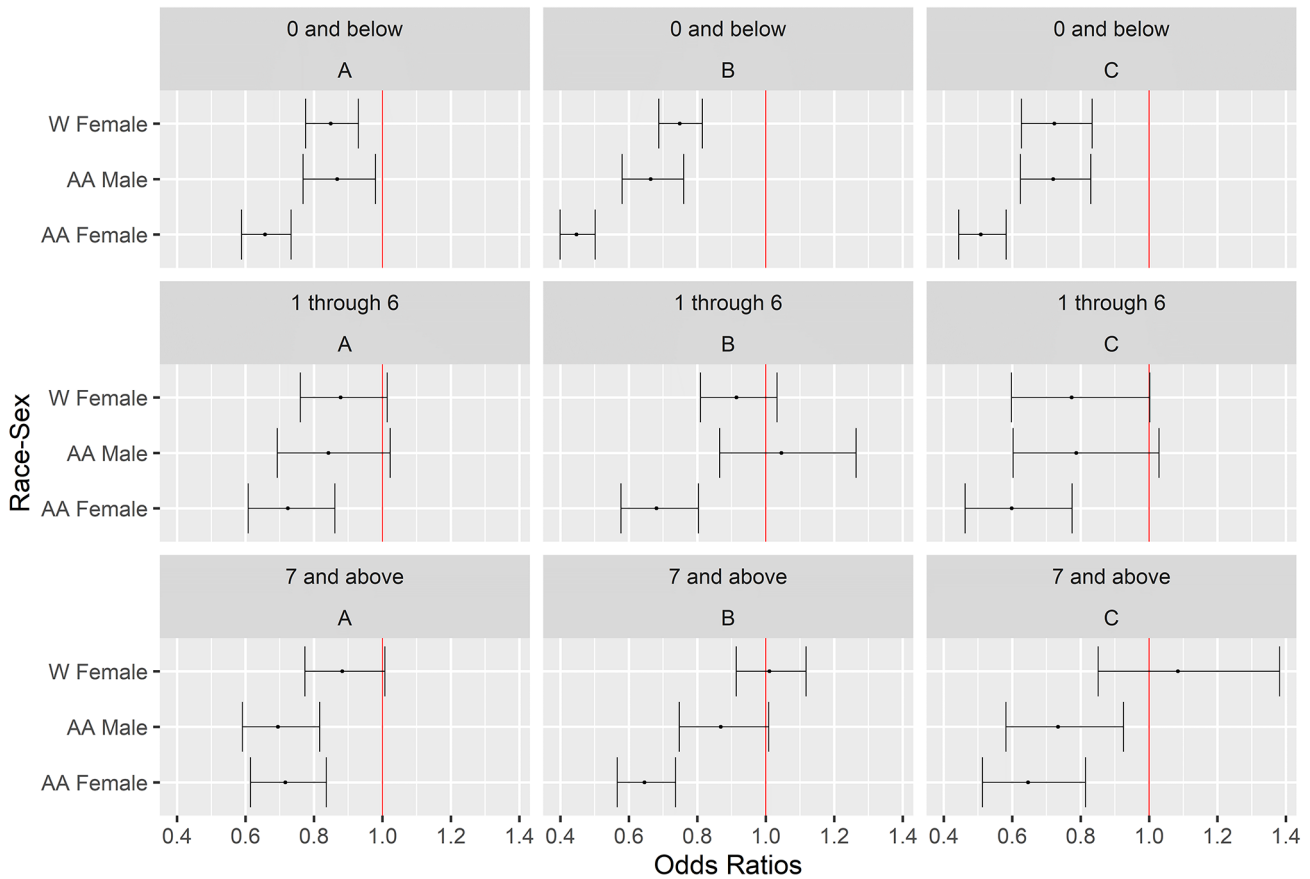 0 and below 0 and below 0 and below
A B C
W Female
AA Male
AA Female
1 through 6 1 through 6 1 through 6
A B C
W Female
AA Male
AA Female
Race-Sex
7 and above 7 and above 7 and above
A B C
W Female
AA Male
AA Female
0.4 0.6 0.8 1.0 1.2 1.4 0.4 0.6 0.8 1.0 1.2 1.4 0.4 0.6 0.8 1.0 1.2 1.4
Odds Ratios